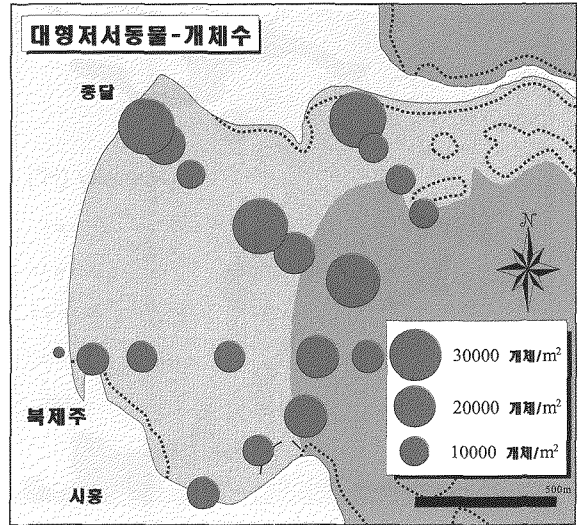 대형저서동물-개체수
종달
N
30000 개체/m²
20000 개체/m²
10000 개체/m²
북제주
시흥
500m